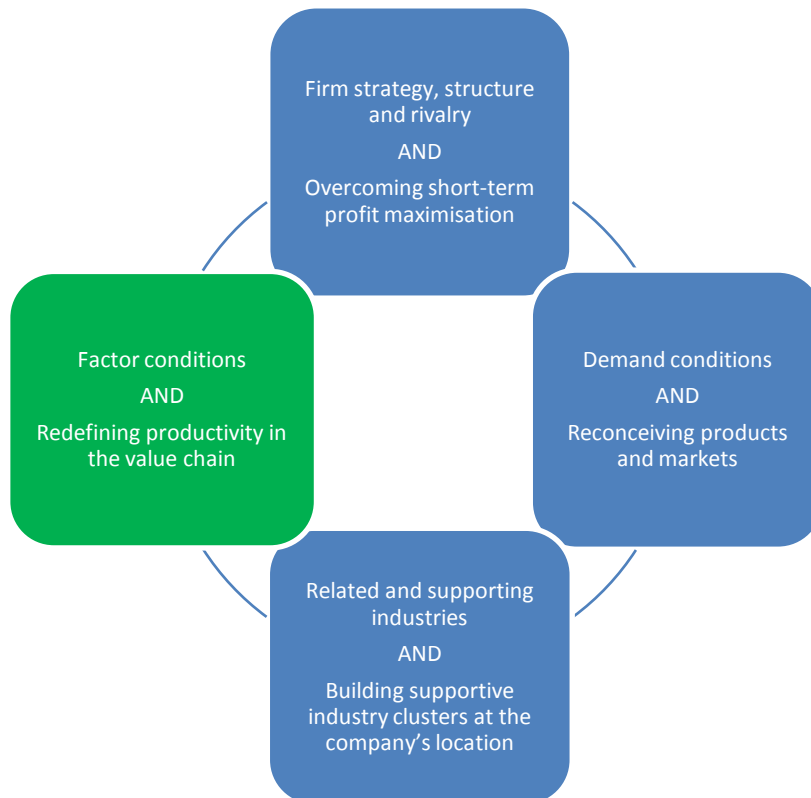 Firm strategy, structure
and rivalry
AND
Overcoming short-term
profit maximisation
Factor conditions
AND
Redefining productivity in
the value chain
Demand conditions
AND
Reconceiving products
and markets
Related and supporting
industries
AND
Building supportive
industry clusters at the
company’s location